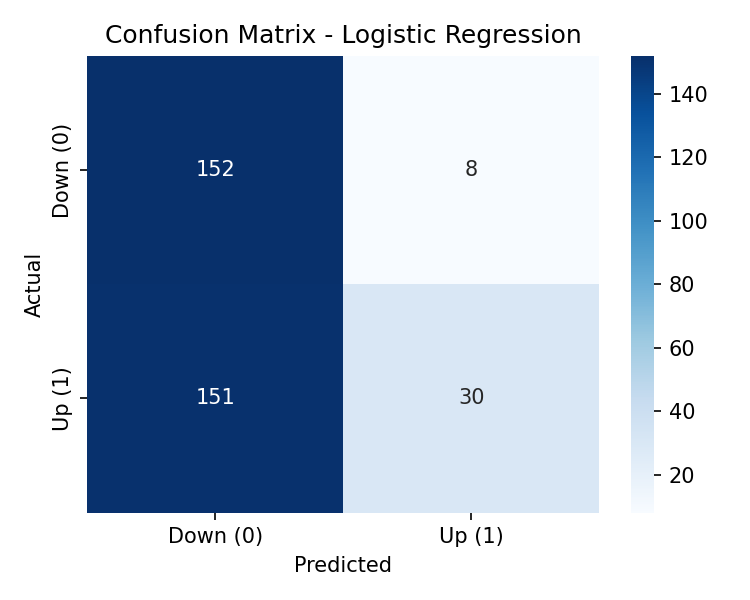 Confusion Matrix - Logistic Regression
Actual
Down (0)
Up (1)
152
8
151
30
Down (0)
Up (1)
Predicted
140
120
100
80
60
40
20